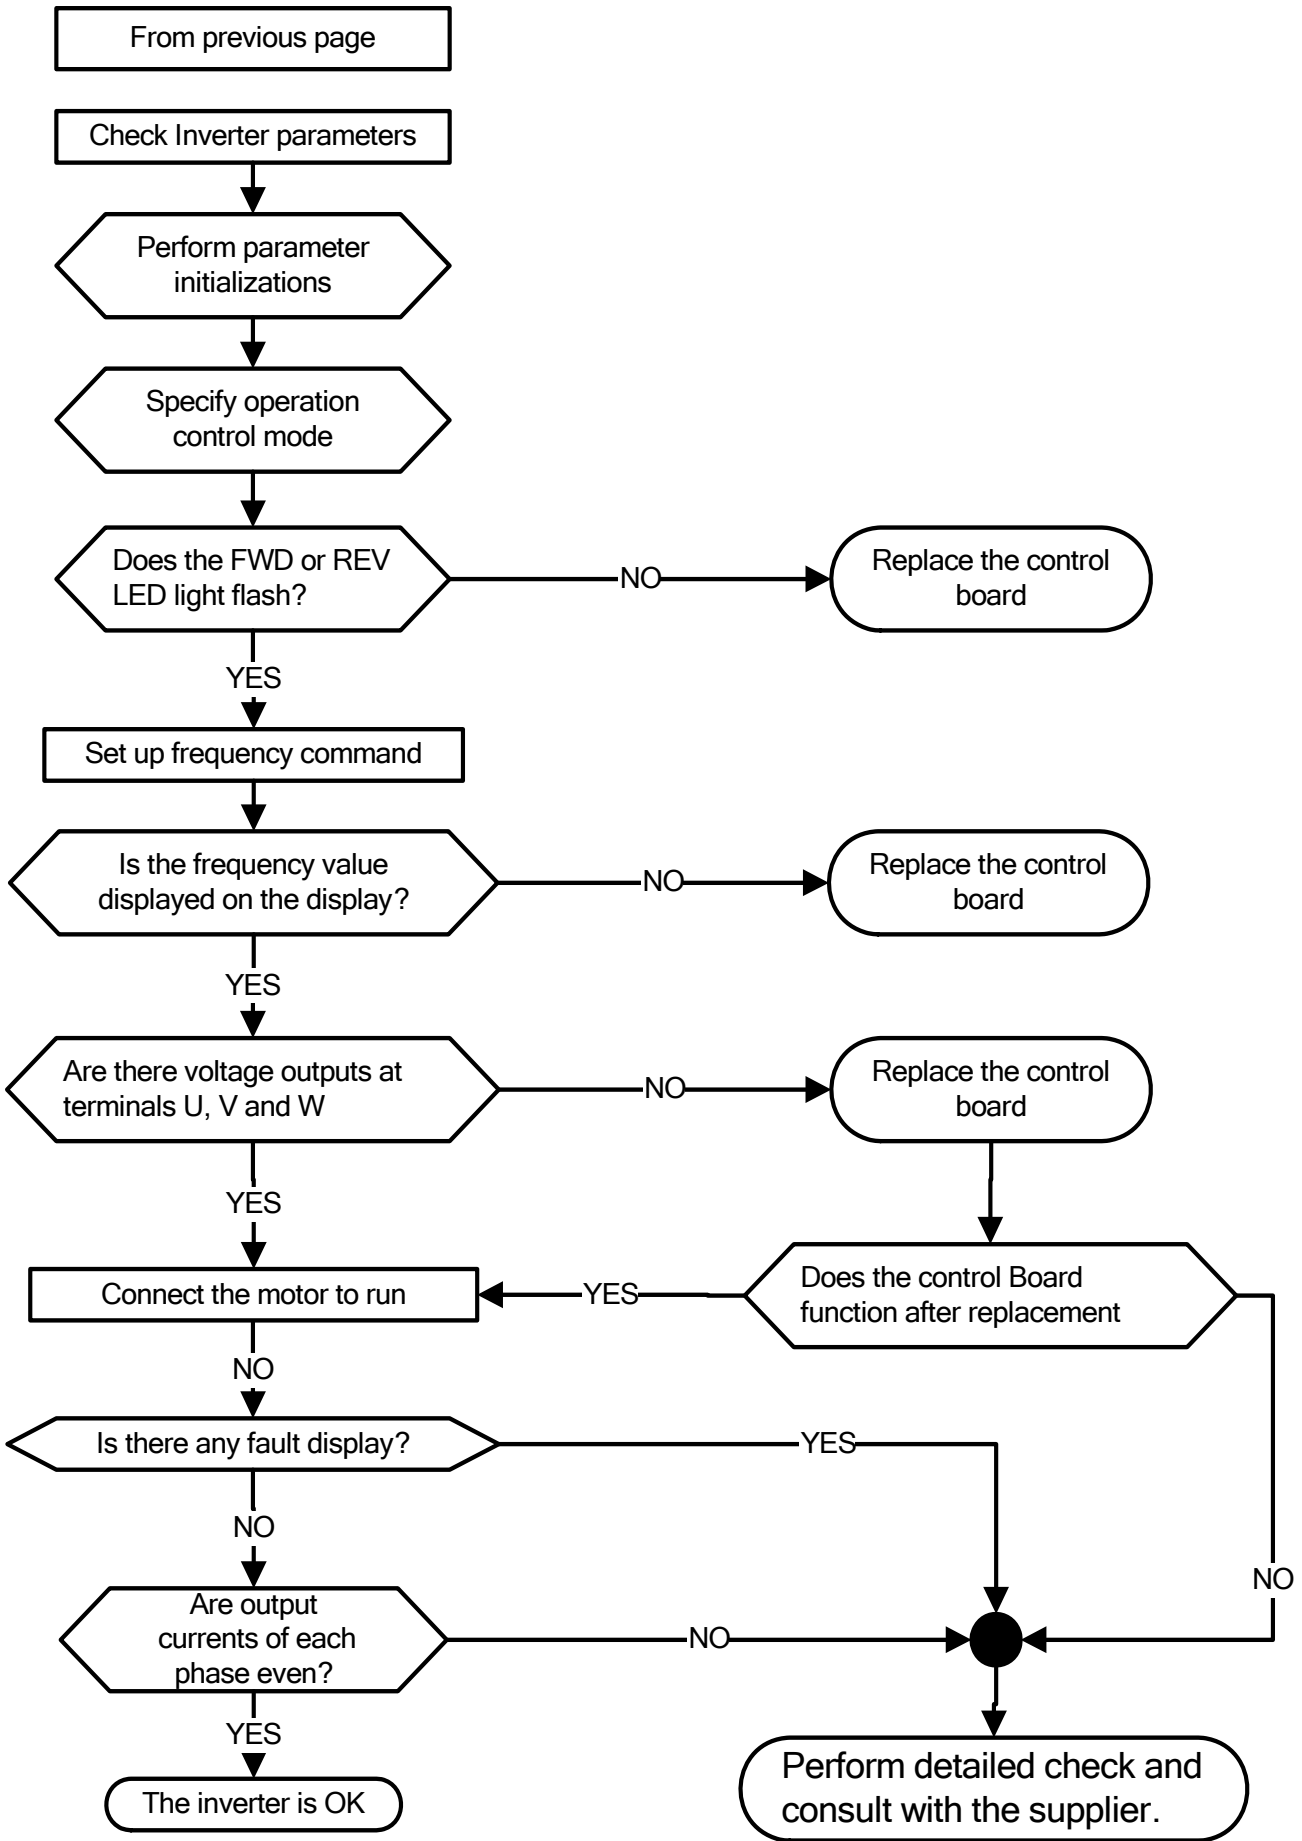 From previous page
Check Inverter parameters
Perform parameter
initializations
Specify operation
control mode
Does the FWD or REV
LED light flash?
NO
Replace the control
board
YES
Set up frequency command
Is the frequency value
displayed on the display?
NO
Replace the control
board
YES
Are there voltage outputs at
terminals U, V and W
NO
Replace the control
board
YES
Connect the motor to run
YES
Does the control Board
function after replacement
NO
Is there any fault display?
YES
NO
NO
Are output
currents of each
phase even?
NO
YES
The inverter is OK
Perform detailed check and
consult with the supplier.